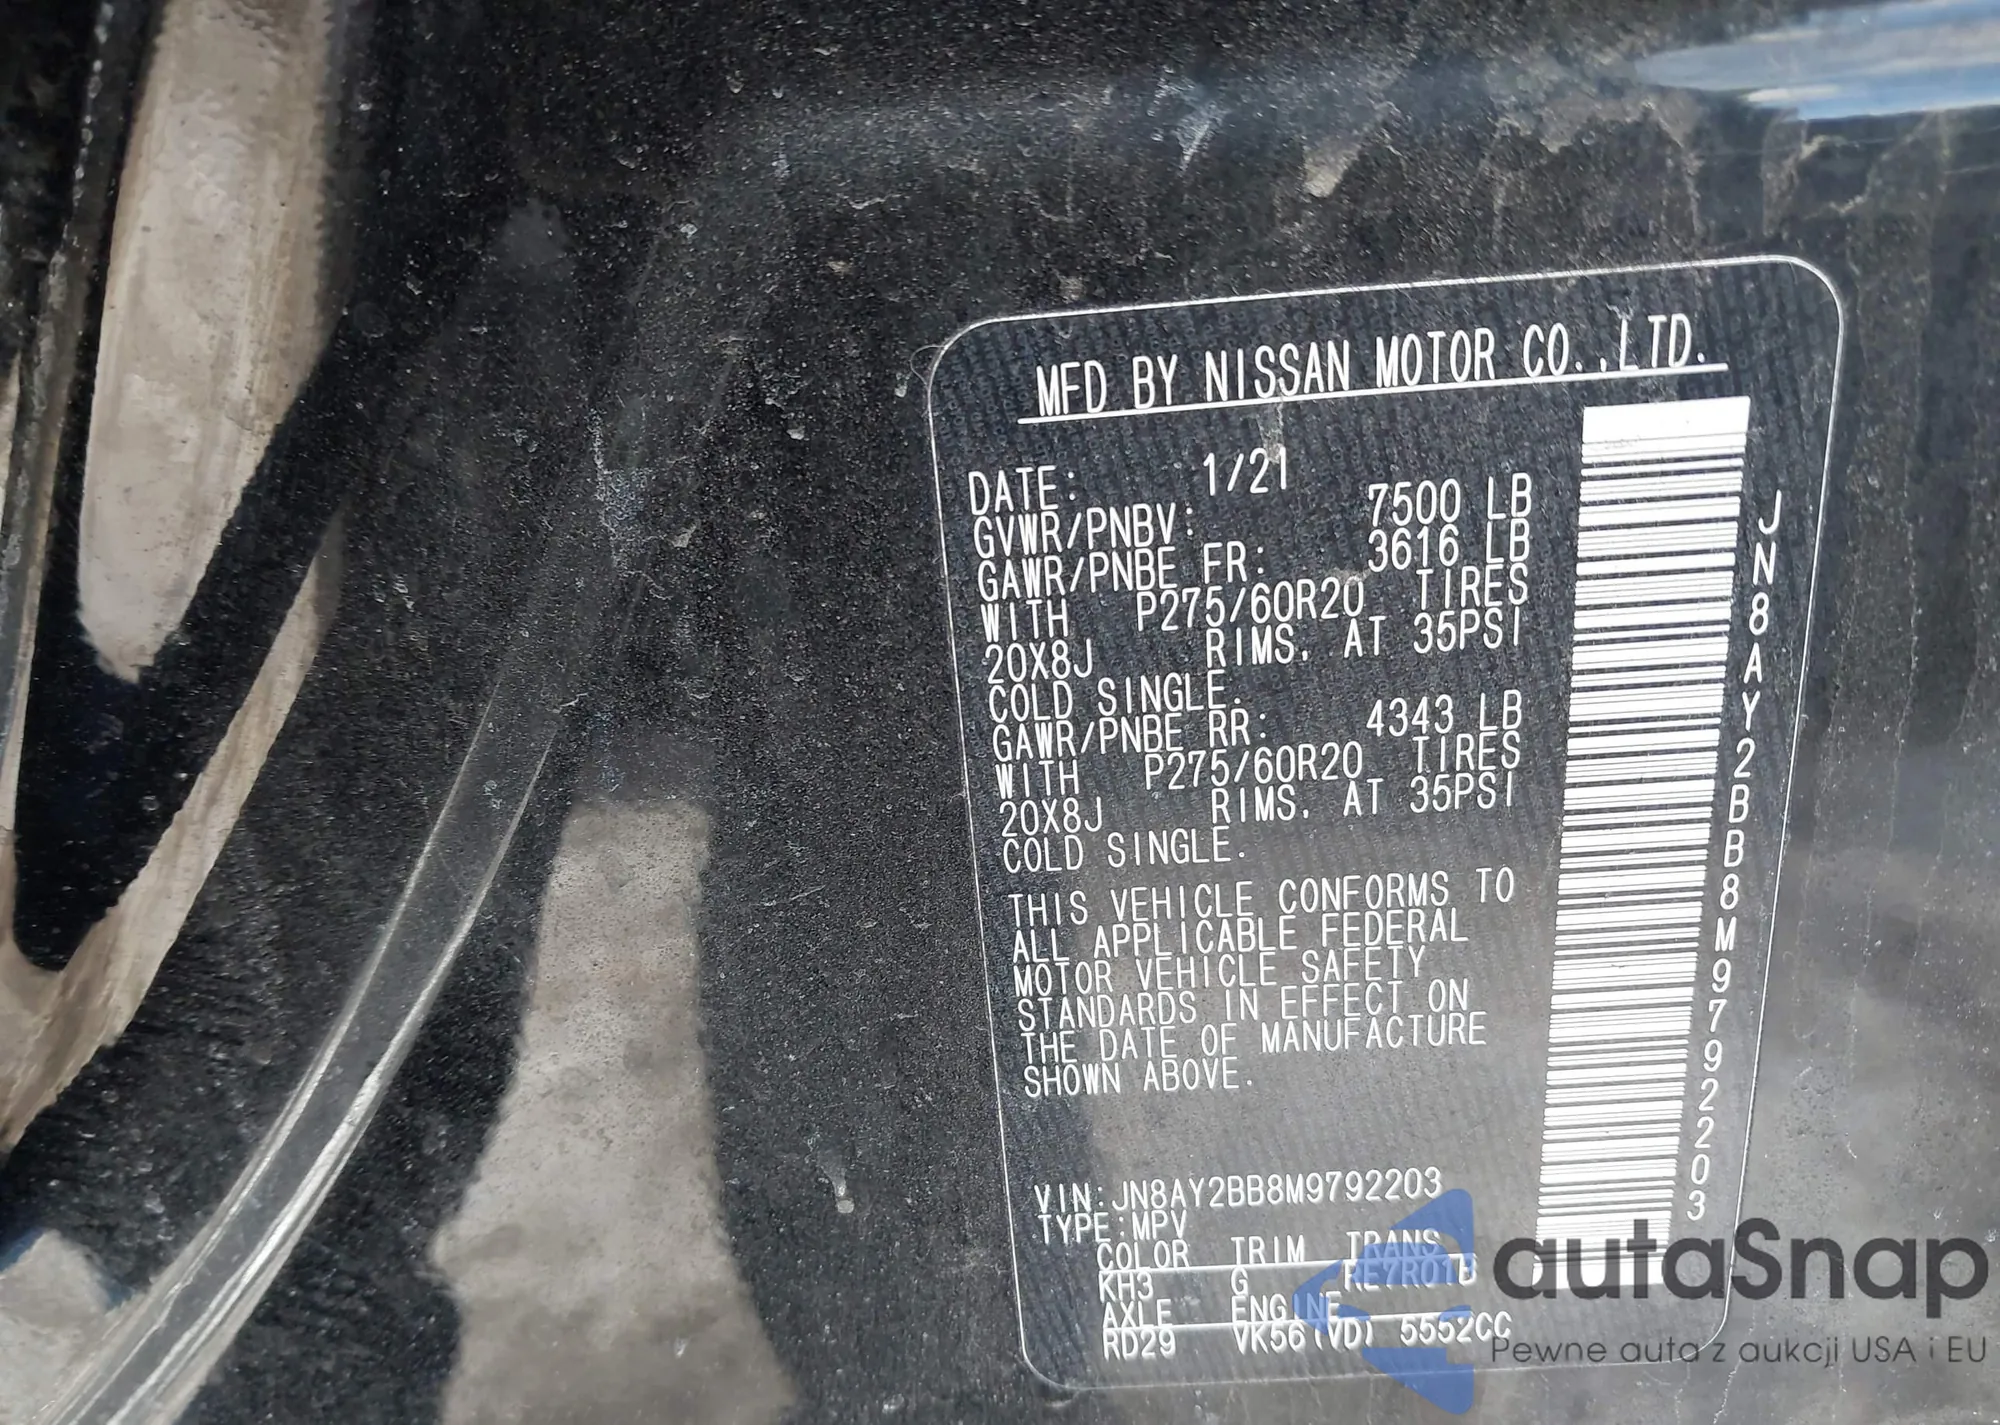 MFD BY NISSAN MOTOR CO.,LTD.
DATE: 1/21
GVWR/PNBV: 7500 LB
GAWR/PNBE FR: 3616 LB
WITH P275/60R20 TIRES
20X8J RIMS. AT 35PSI
COLD SINGLE.
GAWR/PNBE RR: 4343 LB
WITH P275/60R20 TIRES
20X8J RIMS. AT 35PSI
COLD SINGLE.
THIS VEHICLE CONFORMS TO
ALL APPLICABLE FEDERAL
MOTOR VEHICLE SAFETY
STANDARDS IN EFFECT ON
THE DATE OF MANUFACTURE
SHOWN ABOVE.
VIN:JN8AY2BB8M9792203
TYPE:MPV
COLOR TRIM TRANS
KH3 G RE7R01B
AXLE ENGINE
RD29 VK56(VD) 5552CC
JN8AY2BB8M9792203
autaSnap
Pewne auta z aukcji USA i EU